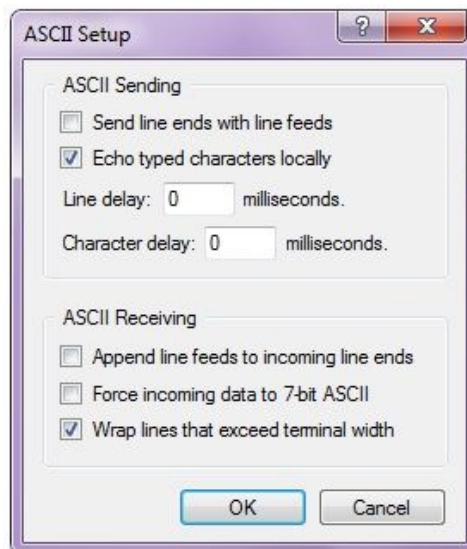 ASCII Setup
ASCII Sending
Send line ends with line feeds
Echo typed characters locally
Line delay: 0 milliseconds.
Character delay: 0 milliseconds.
ASCII Receiving
Append line feeds to incoming line ends
Force incoming data to 7-bit ASCII
Wrap lines that exceed terminal width
OK Cancel